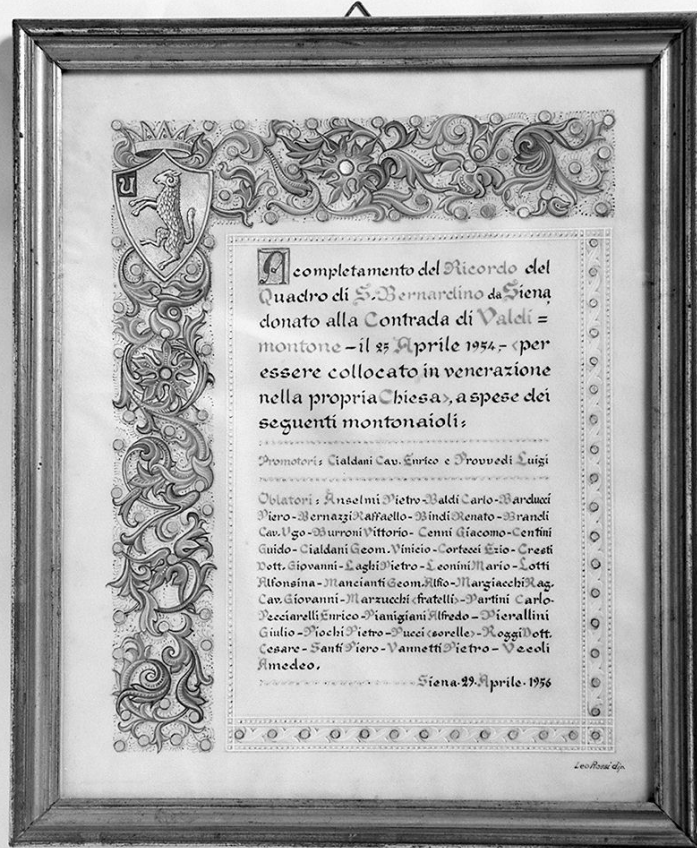 U
A completamento del Ricordo del
Quadro di S. Bernardino da Siena
donato alla Contrada di Valdi=
montone - il 25 Aprile 1954,- (per
essere collocato in venerazione
nella propria Chiesa), a spese dei
seguenti montonaioli:
Promotori: Cialdani Cav. Enrico e Provvedi Luigi
Oblatori: Anselmi Pietro-Baldi Carlo-Barducci
Piero-Bernazzi Raffaello-Bindi Renato-Brandi
Cav. Ugo-Burroni Vittorio-Cenni Giacomo-Centini
Guido-Cialdani Geom. Vinicio-Cortecci Ezio-Cresti
Dott. Giovanni-Laghi Pietro-Leonini Mario-Lotti
Alfonsina-Mancianti Geom. Alfio-Margiacchi Rag.
Cav. Giovanni-Marzucchi (fratelli)-Partini Carlo-
Pecciarelli Enrico-Pianigiani Alfredo-Pierallini
Giulio-Piochi Pietro-Pucci (sorelle)-Roggi Dott.
Cesare-Santi Piero-Vannetti Pietro-Vecoli
Amedeo.
Siena·29·Aprile·1956
Leo Rossi dip.